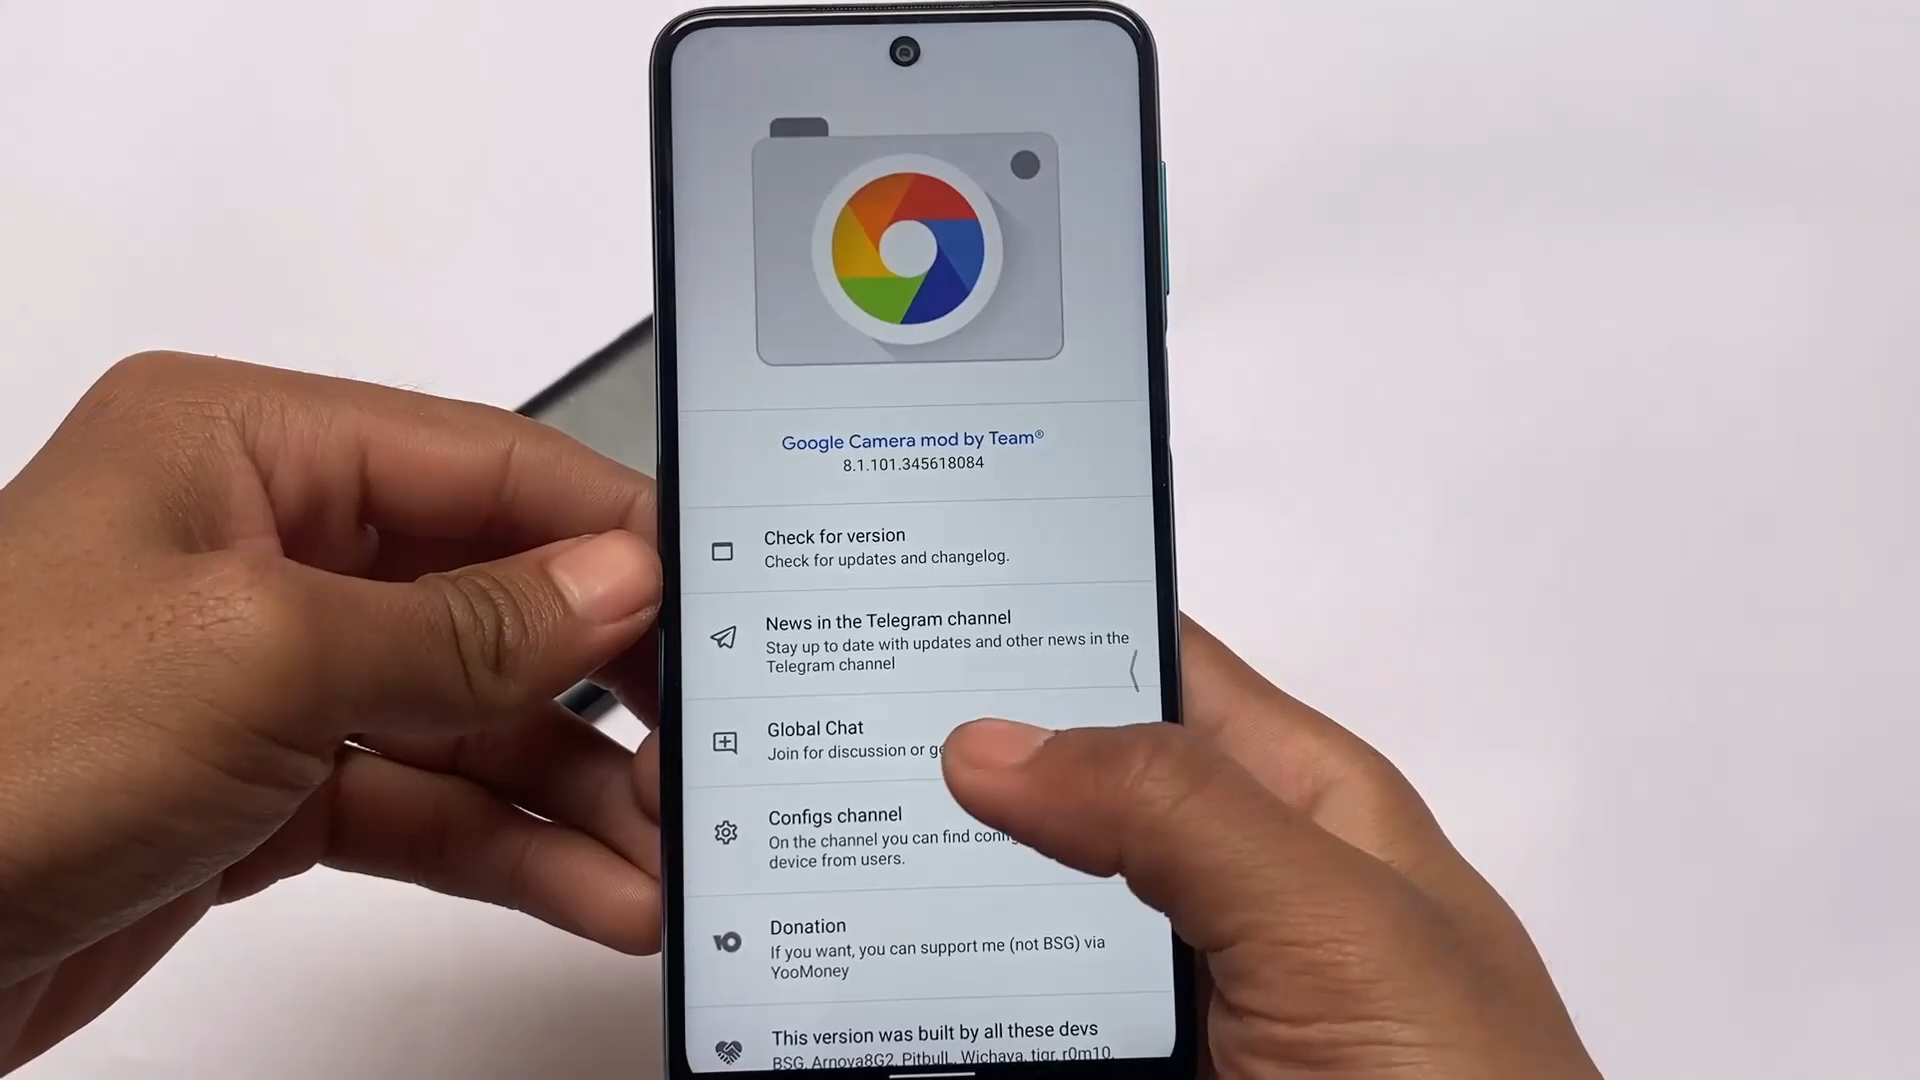 Google Camera mod by Team®
8.1.101.345618084
Check for version
Check for updates and changelog.
News in the Telegram channel
Stay up to date with updates and other news in the
Telegram channel
Global Chat
Join for discussion or
Configs channel
On the channel you can find
device from users.
Donation
If you want, you can support me (not BSG) via
YooMoney
This version was built by all these devs
BSG, Arnova8G2, Pitbull, Wichaya, tigr, r0m10,